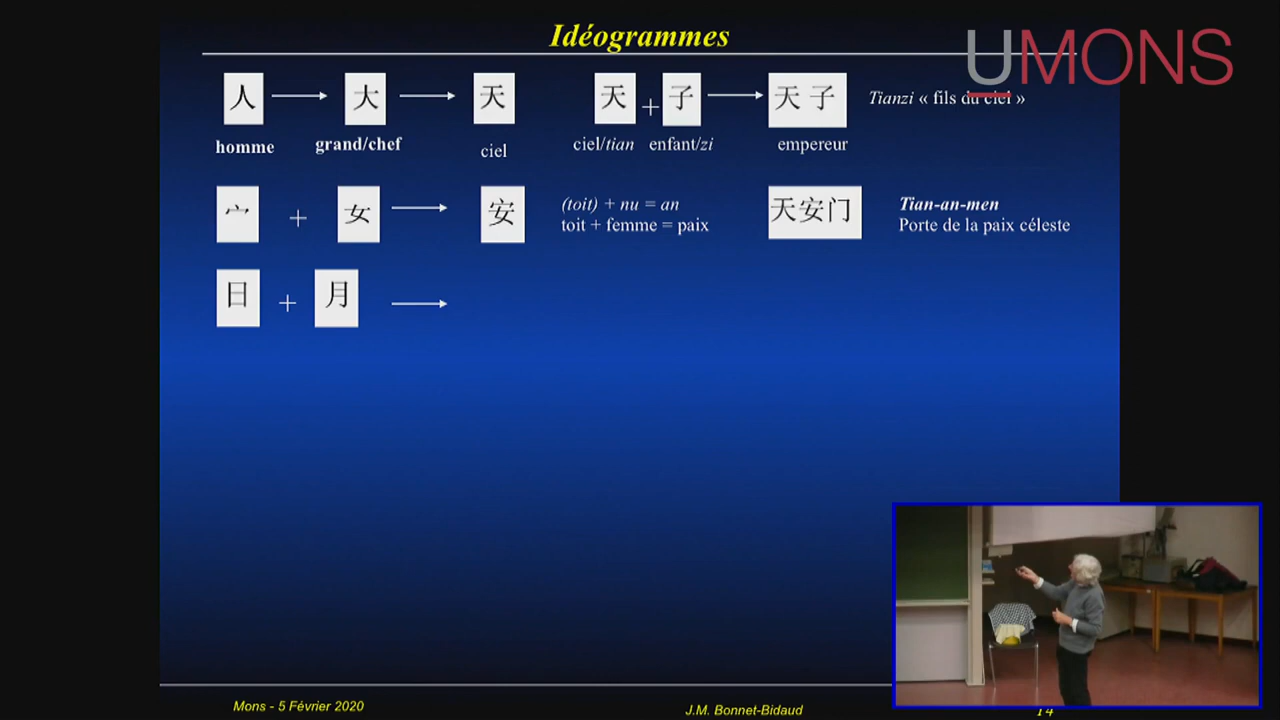 Idéogrammes
UMONS
人 → 大 → 天 天 + 子 → 天子 Tianzi « fils du ciel »
homme grand/chef ciel ciel/tian enfant/zi empereur
宀 + 女 → 安 (toit) + nu = an 天安门 Tian-an-men
toit + femme = paix Porte de la paix céleste
日 + 月 →
Mons - 5 Février 2020 J.M. Bonnet-Bidaud 14